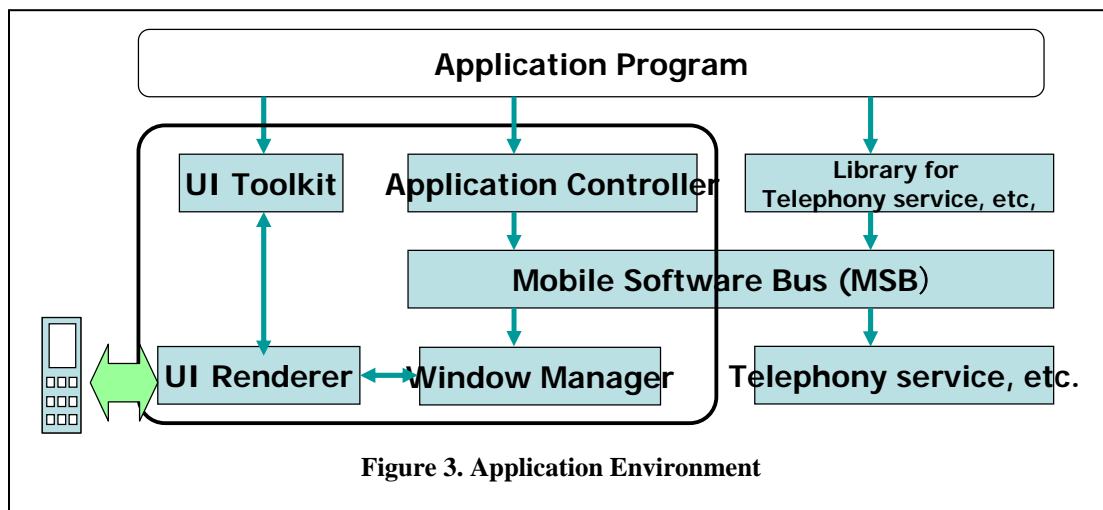 Application Program
UI Toolkit
Application Controller
Library for
Telephony service, etc,
Mobile Software Bus (MSB）
UI Renderer
Window Manager
Telephony service, etc.
Figure 3. Application Environment